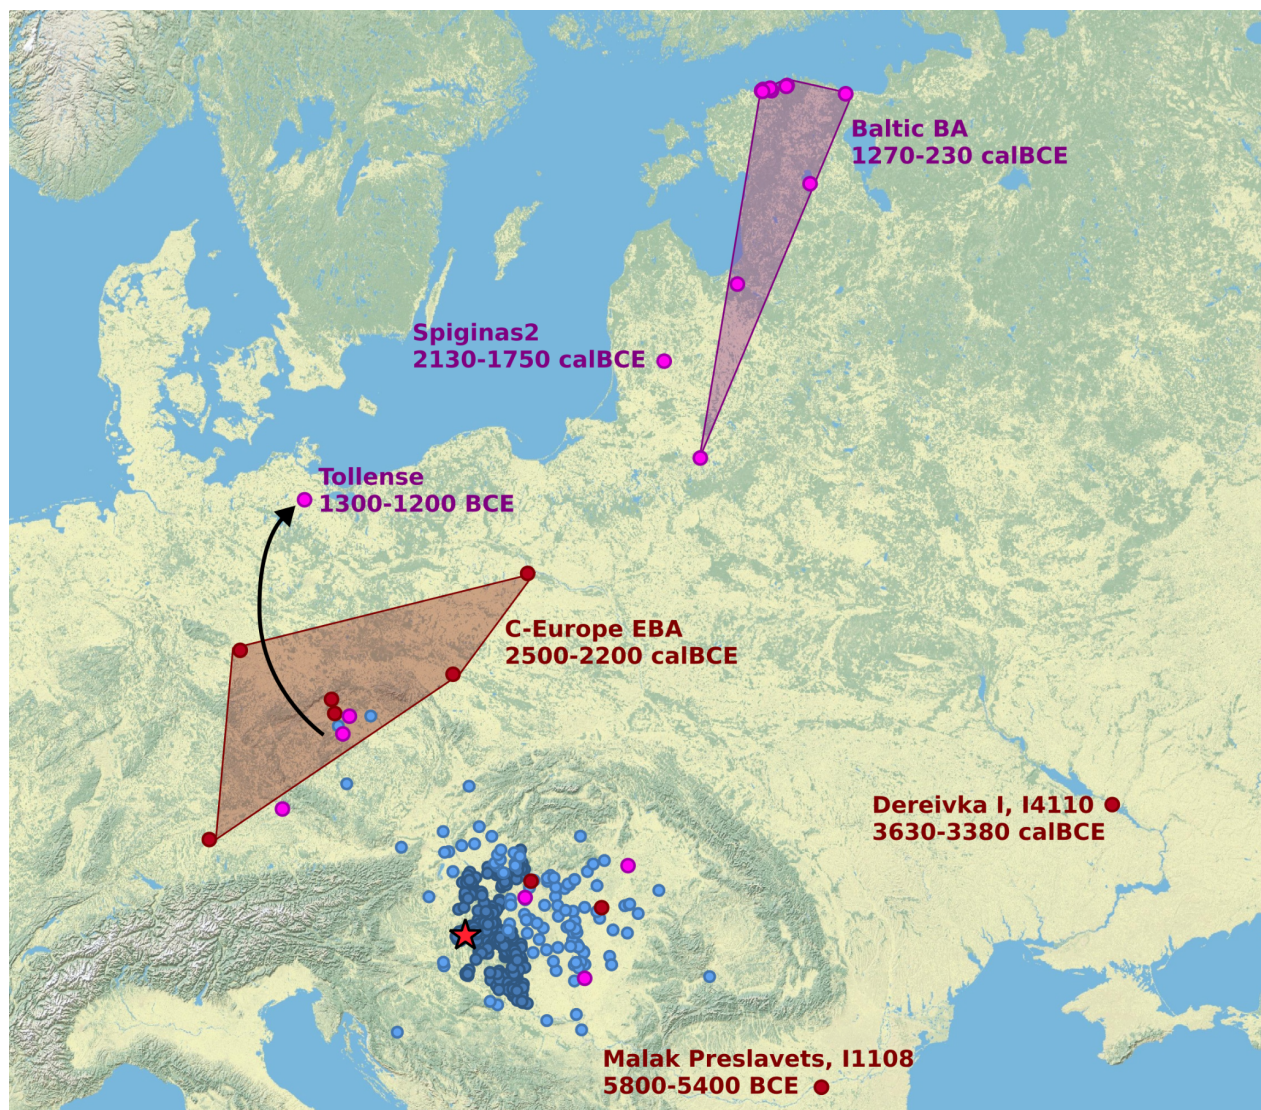 Baltic BA
1270-230 calBCE
Spiginas2
2130-1750 calBCE
Tollense
1300-1200 BCE
C-Europe EBA
2500-2200 calBCE
Dereivka I, I4110
3630-3380 calBCE
Malak Preslavets, I1108
5800-5400 BCE